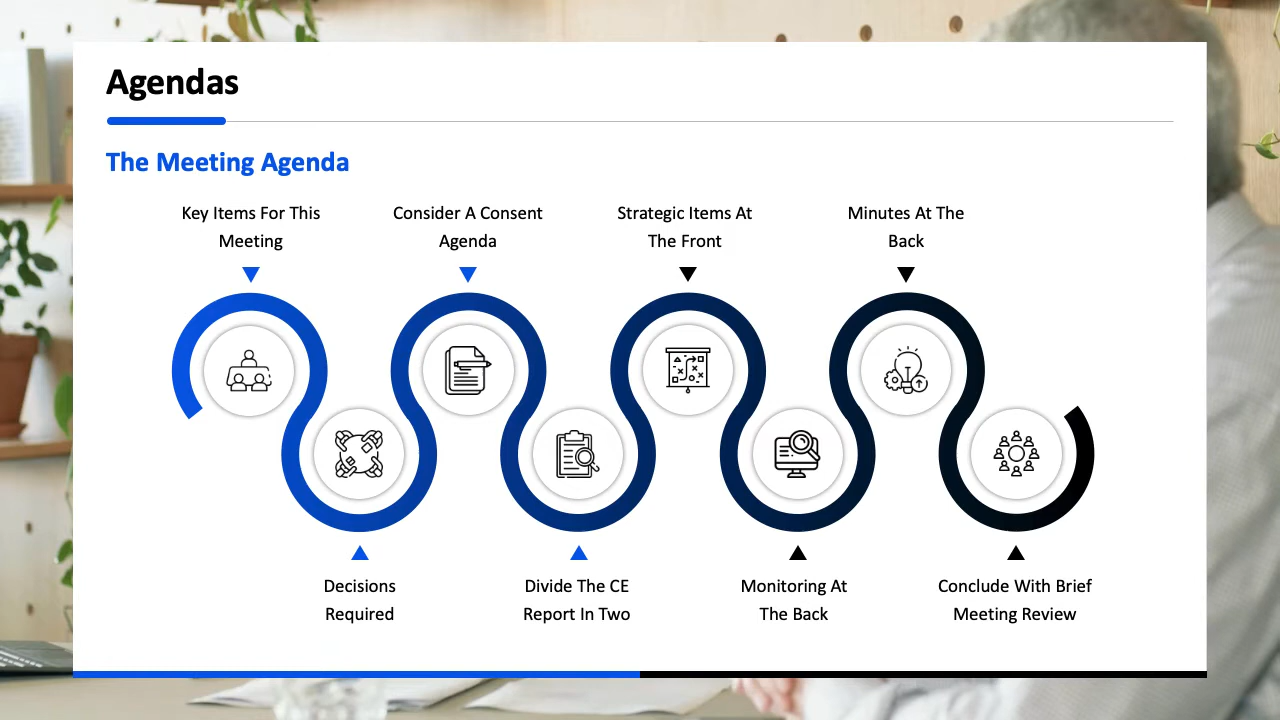 Agendas
The Meeting Agenda
Key Items For This
Meeting
Consider A Consent
Agenda
Strategic Items At
The Front
Minutes At The
Back
Decisions
Required
Divide The CE
Report In Two
Monitoring At
The Back
Conclude With Brief
Meeting Review